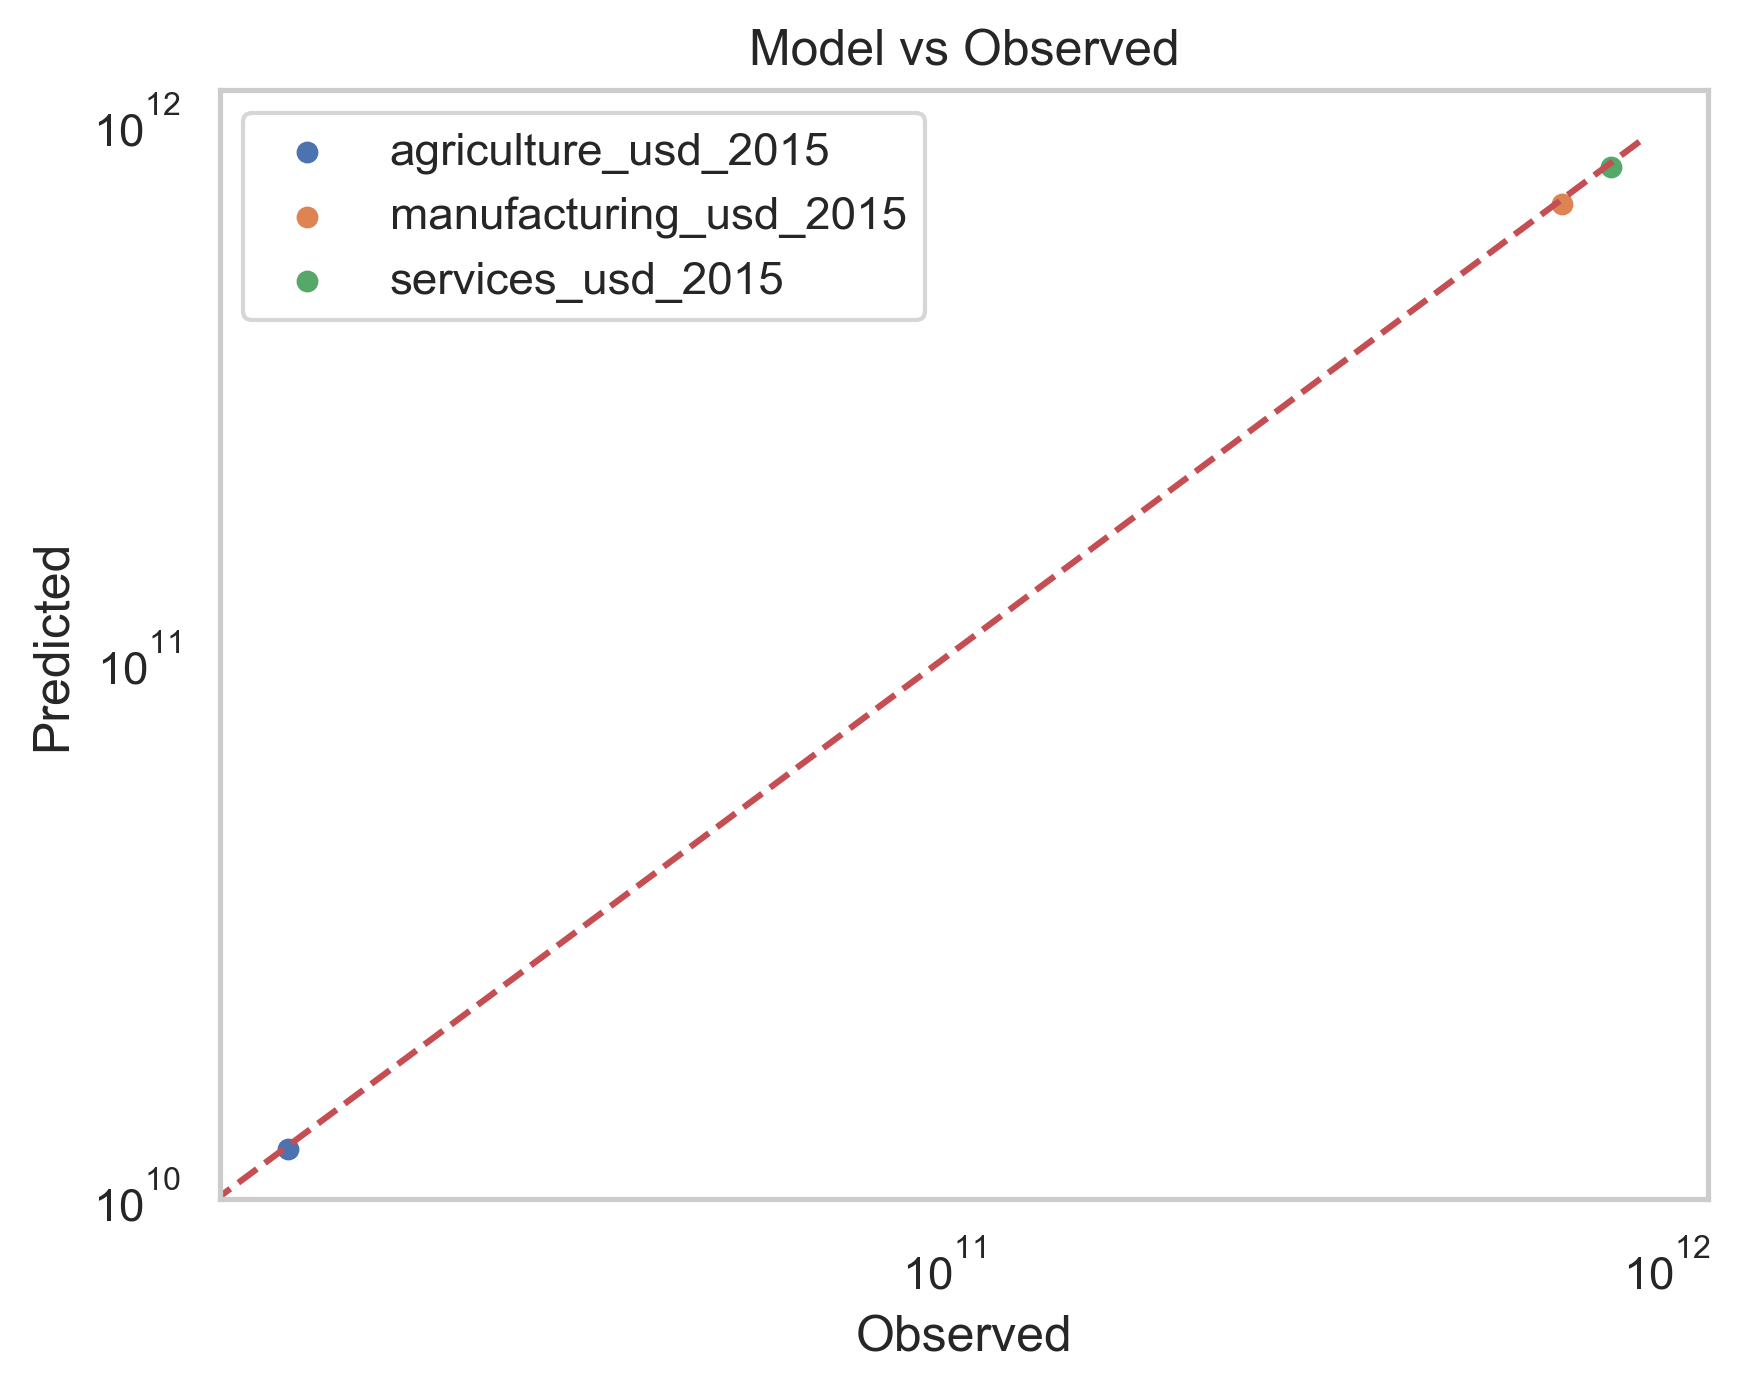 Model vs Observed
10^12
10^11
10^10
Predicted
agriculture_usd_2015
manufacturing_usd_2015
services_usd_2015
10^11
10^12
Observed